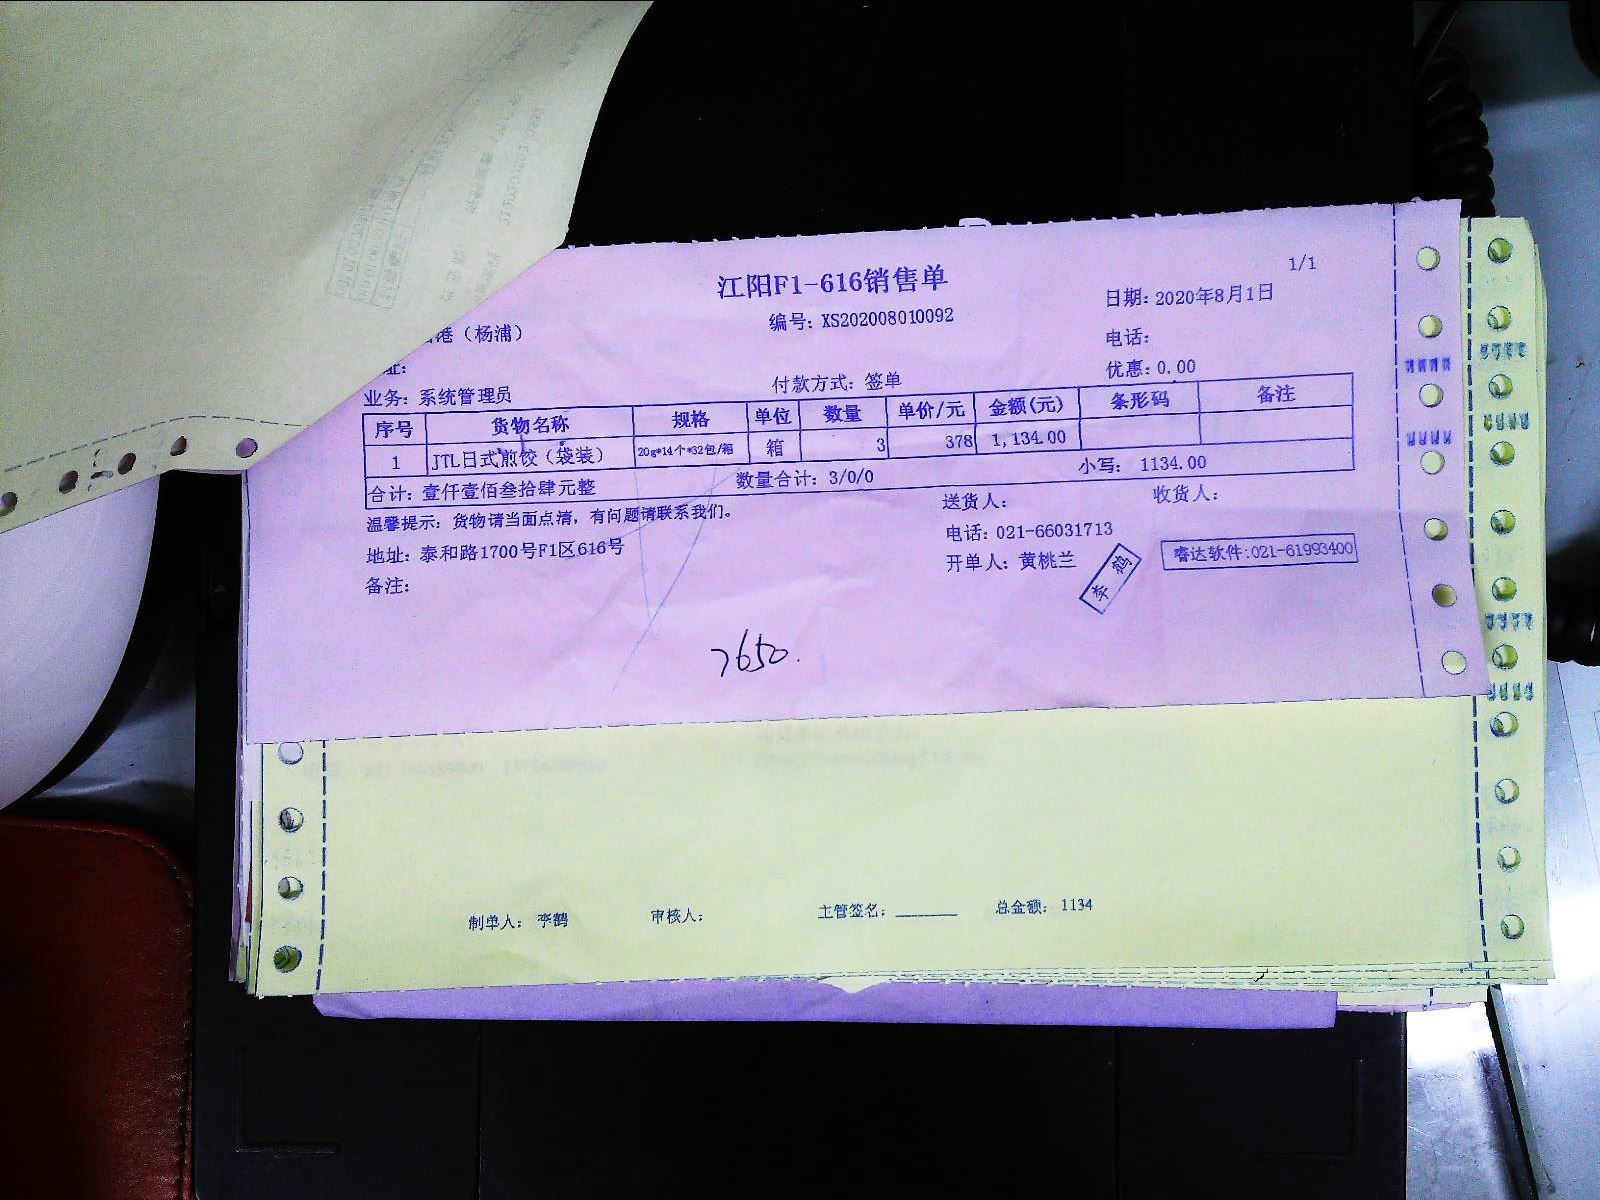 江阳F1-616销售单
1/1
港（杨浦）
编号: XS202008010092
日期: 2020年8月1日
址:
电话:
业务: 系统管理员
付款方式: 签单
优惠: 0.00
序号 货物名称 规格 单位 数量 单价/元 金额(元) 条形码 备注
1 JTL日式煎饺（袋装） 20g*14个*32包/箱 箱 3 378 1,134.00
合计: 壹仟壹佰叁拾肆元整 数量合计: 3/0/0 小写: 1134.00
温馨提示: 货物请当面点清，有问题请联系我们。
送货人: 收货人:
地址: 泰和路1700号F1区616号
电话: 021-66031713
备注:
开单人: 黄桃兰
李鹤
睿达软件:021-61993400
7650.
制单人: 李鹤 审核人: 主管签名: 总金额: 1134